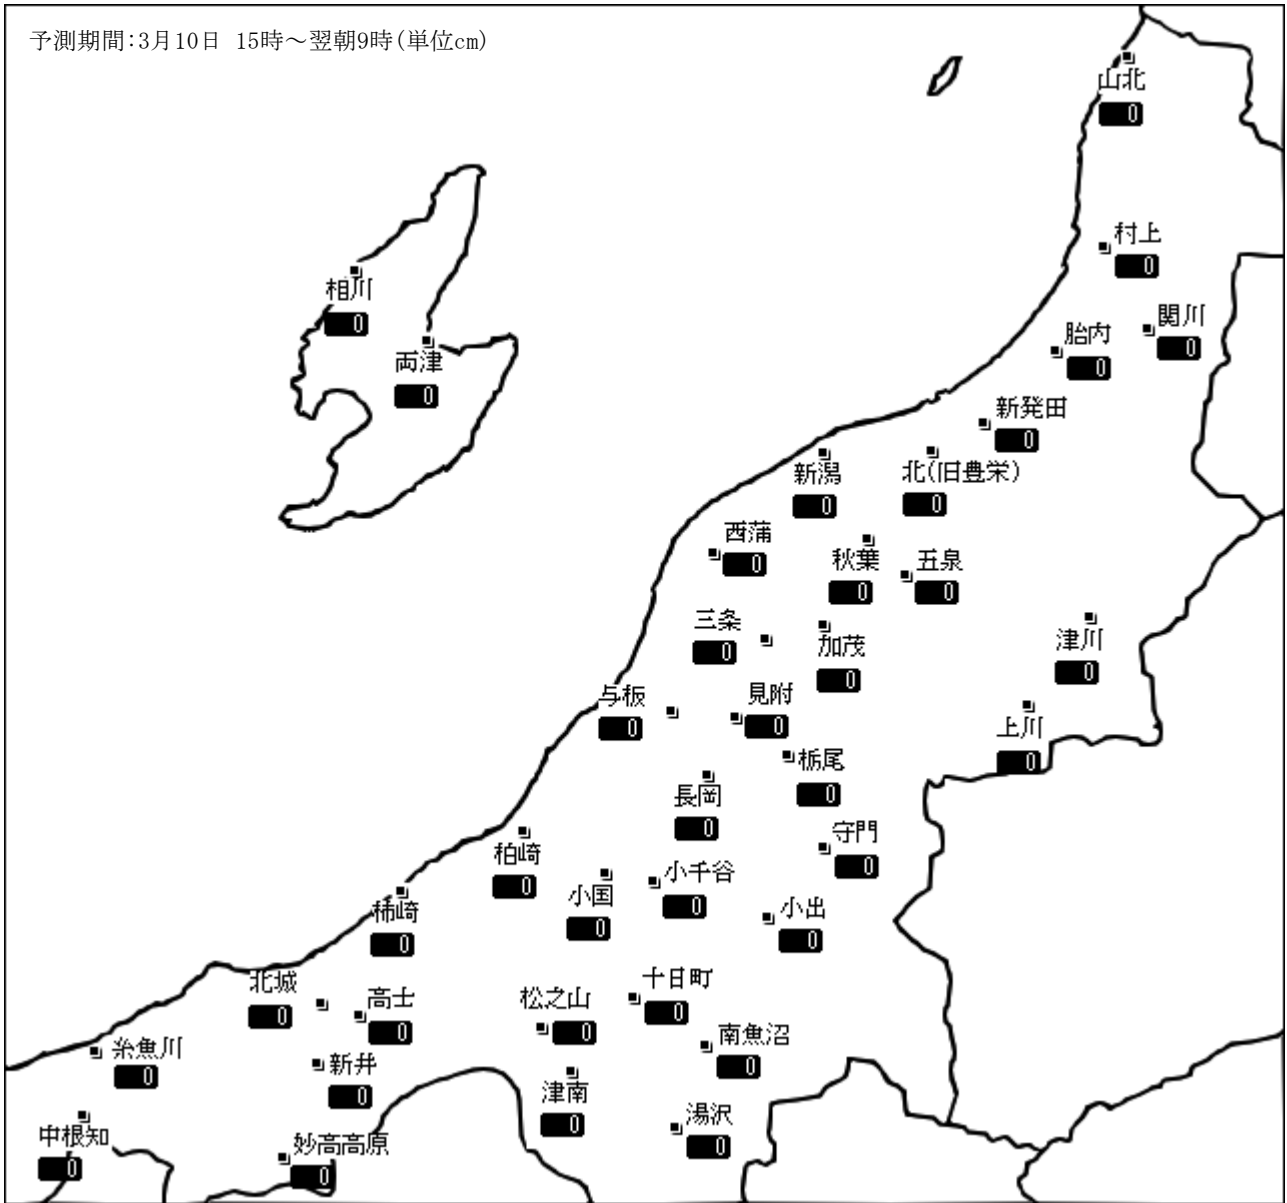 予測期間:3月10日 15時～翌朝9時(単位cm)
山北
0
村上
0
相川
0
関川
0
胎内
0
両津
0
新発田
0
新潟
0
北(旧豊栄)
0
西蒲
0
秋葉
0
五泉
0
三条
0
加茂
0
津川
0
与板
0
見附
0
上川
0
栃尾
0
長岡
0
守門
0
柏崎
0
小国
0
小千谷
0
小出
0
柿崎
0
北城
0
高士
0
松之山
0
十日町
0
糸魚川
0
新井
0
南魚沼
0
津南
0
湯沢
0
中根知
0
妙高高原
0